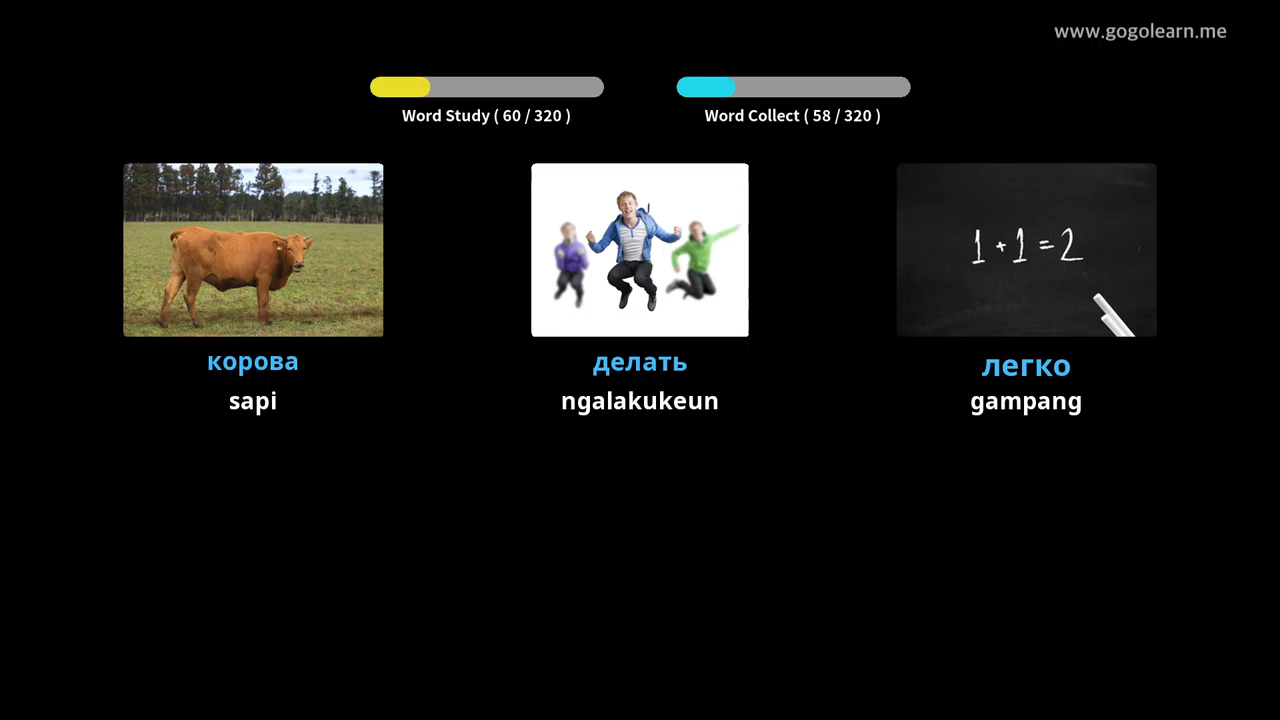 www.gogolearn.me
Word Study ( 60 / 320 )
Word Collect ( 58 / 320 )
1 + 1 = 2
корова
делать
легко
sapi
ngalakukeun
gampang